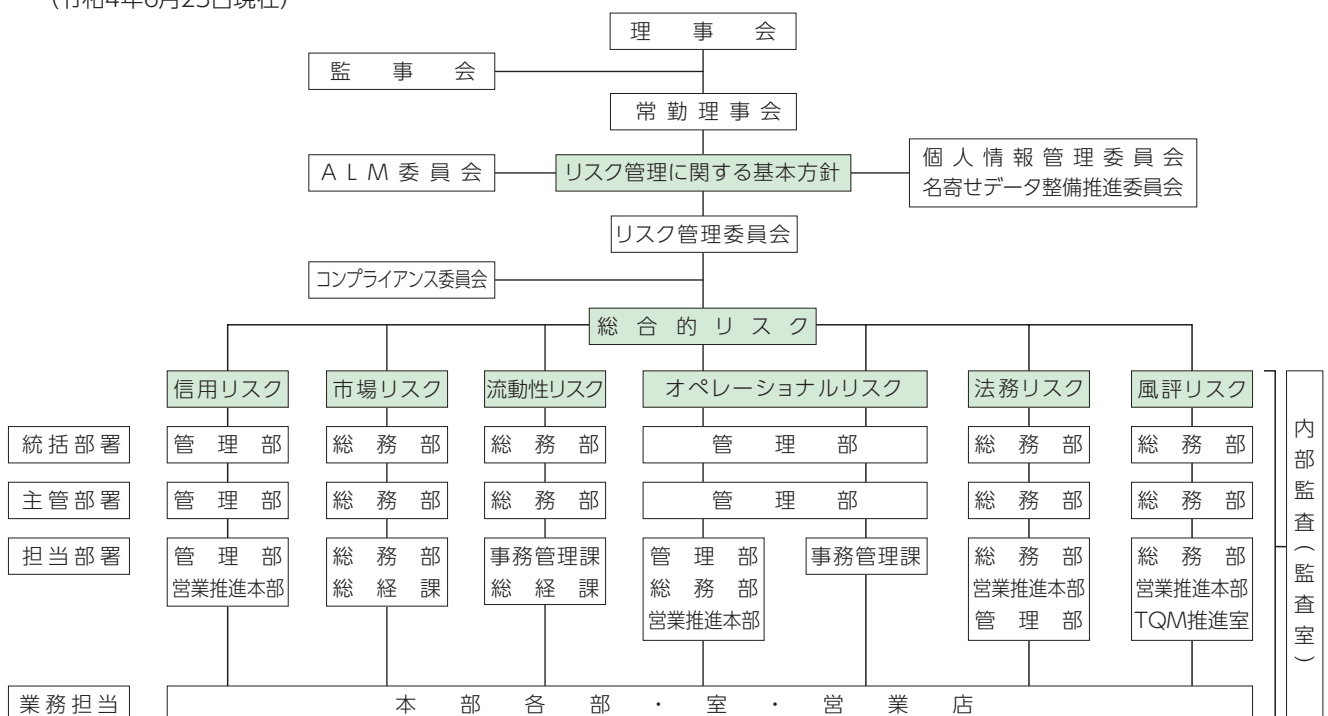 (令和4年6月23日現在)
理事会
監事会
常勤理事会
ALM委員会
リスク管理に関する基本方針
個人情報管理委員会
名寄せデータ整備推進委員会
リスク管理委員会
コンプライアンス委員会
総合的リスク
信用リスク
市場リスク
流動性リスク
オペレーショナルリスク
法務リスク
風評リスク
統括部署
管理部
総務部
総務部
管理部
総務部
総務部
主管部署
管理部
総務部
総務部
管理部
総務部
総務部
担当部署
管理部
営業推進本部
総務部
総経課
事務管理課
総経課
管理部
総務部
営業推進本部
事務管理課
総務部
営業推進本部
管理部
総務部
営業推進本部
TQM推進室
内部監査(監査室)
業務担当
本部各部・室・営業店